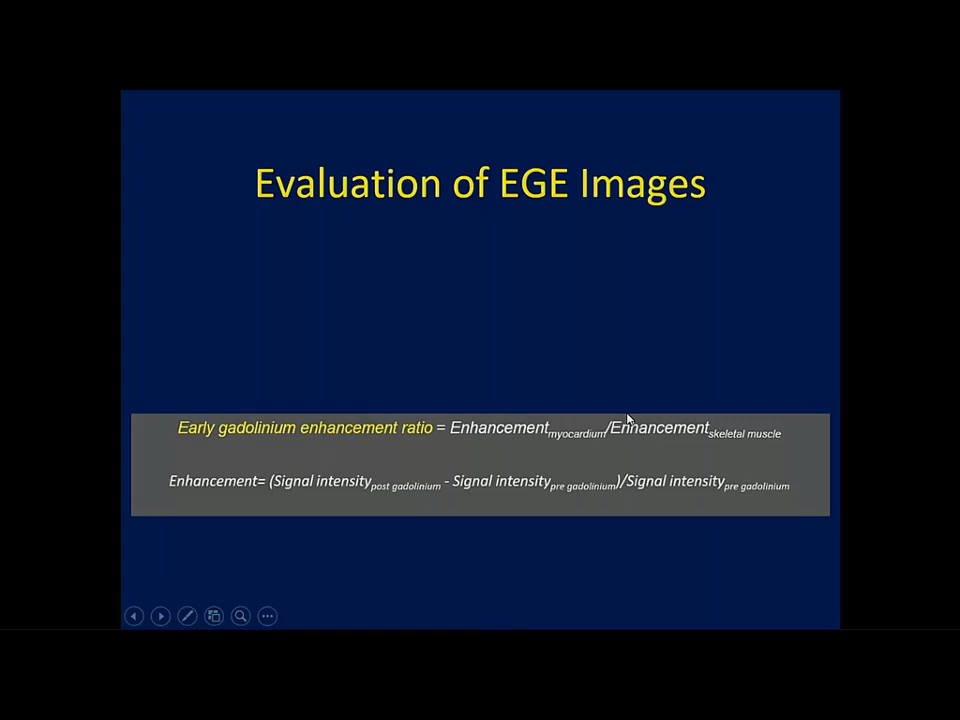 Evaluation of EGE Images
Early gadolinium enhancement ratio = Enhancementmyocardium/Enhancementskeletal muscle
Enhancement= (Signal intensitypost gadolinium - Signal intensitypre gadolinium)/Signal intensitypre gadolinium